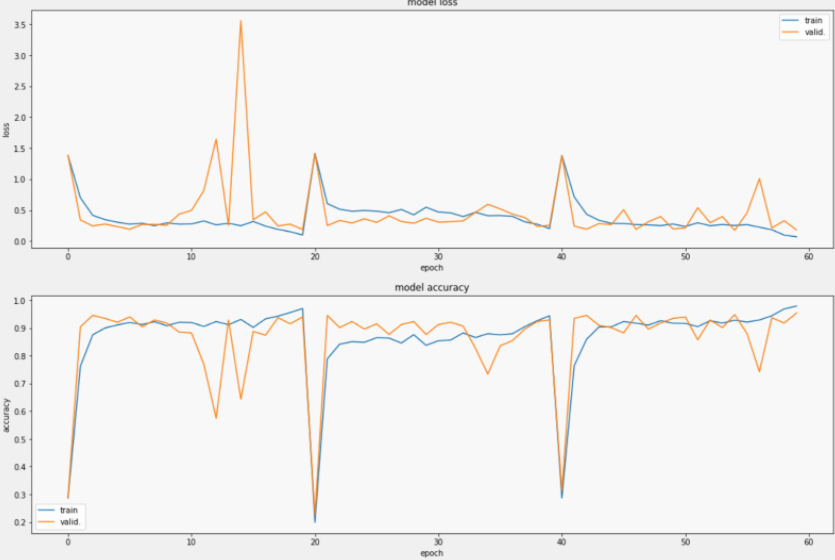 model loss
3.5
3.0
2.5
2.0
1.5
1.0
0.5
0.0
loss
train
valid.
0 10 20 30 40 50 60
epoch
model accuracy
1.0
0.9
0.8
0.7
0.6
0.5
0.4
0.3
0.2
accuracy
train
valid.
0 10 20 30 40 50 60
epoch